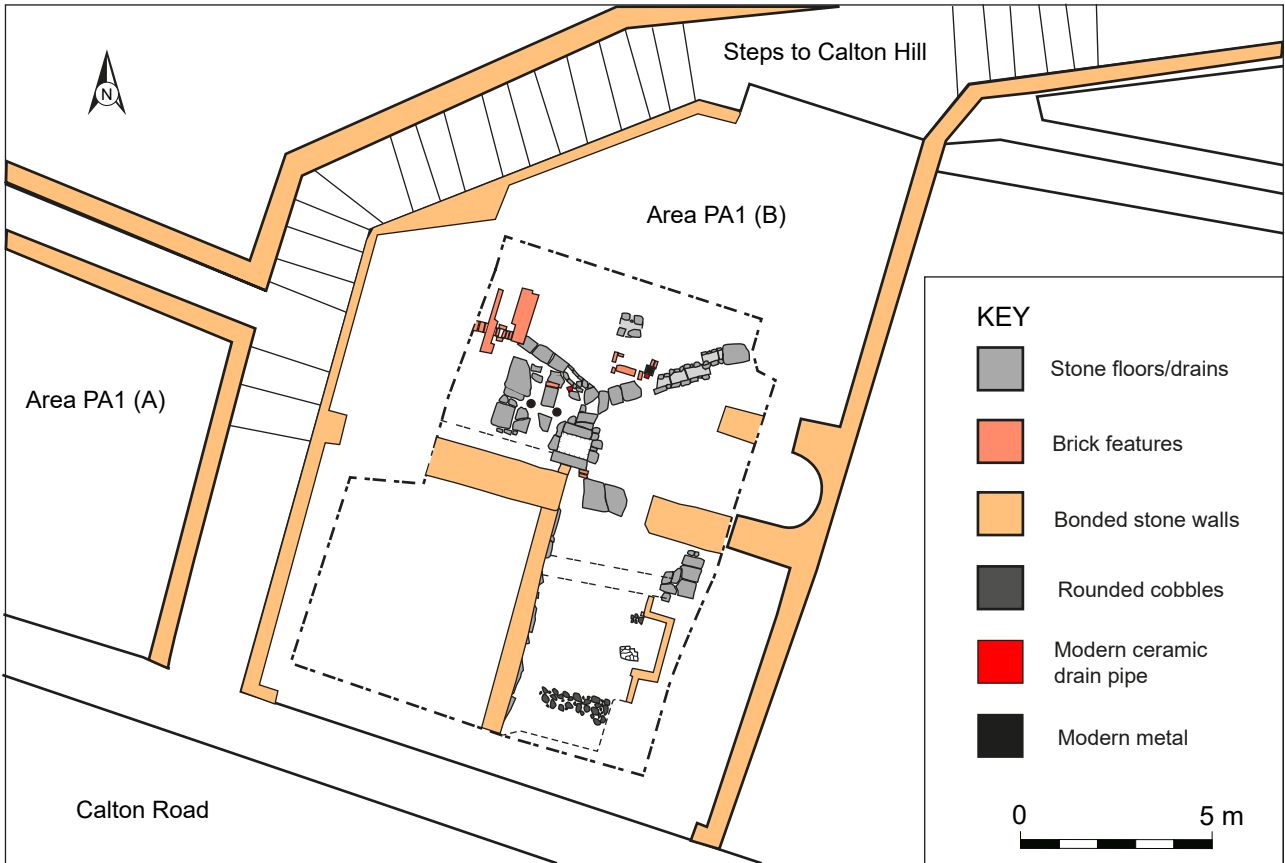 Steps to Calton Hill
N
Area PA1 (B)
Area PA1 (A)
Calton Road
KEY
Stone floors/drains
Brick features
Bonded stone walls
Rounded cobbles
Modern ceramic
drain pipe
Modern metal
0 5 m